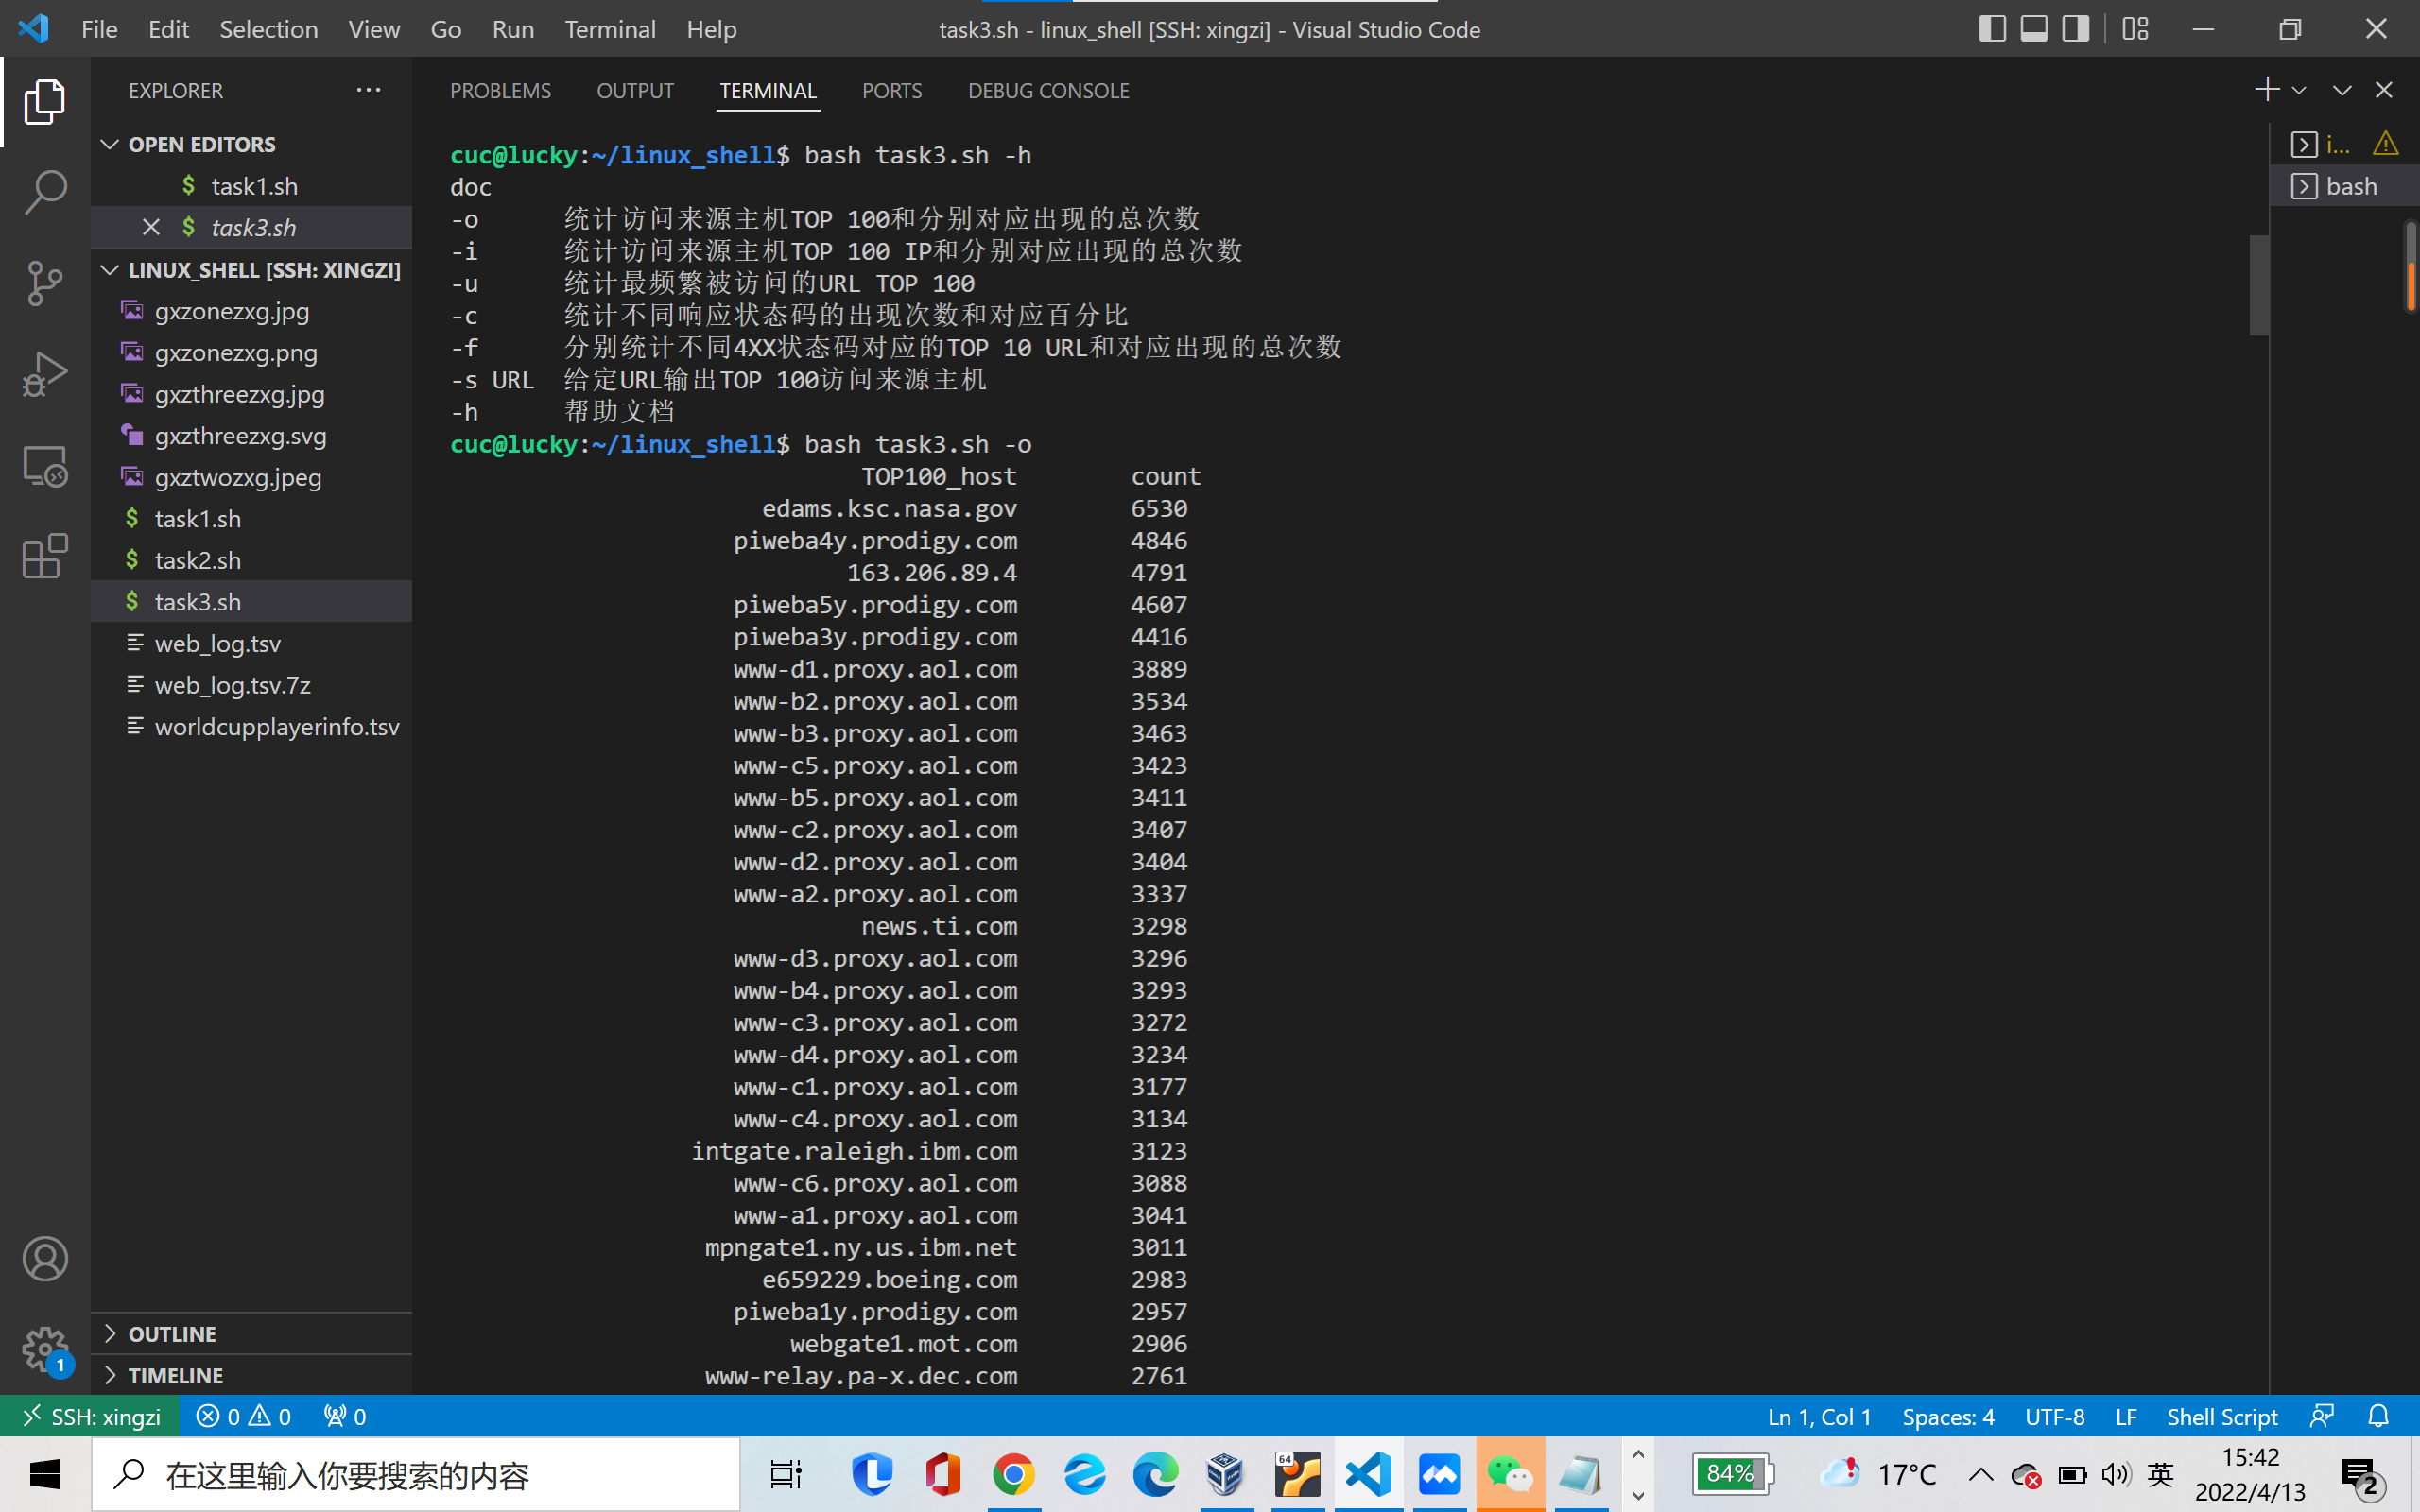 File Edit Selection View Go Run Terminal Help
task3.sh - linux_shell [SSH: xingzi] - Visual Studio Code
EXPLORER
OPEN EDITORS
task1.sh
task3.sh
LINUX_SHELL [SSH: XINGZI]
gxzonezxg.jpg
gxzonezxg.png
gxzthreezxg.jpg
gxzthreezxg.svg
gxztwozxg.jpeg
task1.sh
task2.sh
task3.sh
web_log.tsv
web_log.tsv.7z
worldcupplayerinfo.tsv
OUTLINE
TIMELINE
PROBLEMS OUTPUT TERMINAL PORTS DEBUG CONSOLE
cuc@lucky:~/linux_shell$ bash task3.sh -h
doc
-o 统计访问来源主机TOP 100和分别对应出现的总次数
-i 统计访问来源主机TOP 100 IP和分别对应出现的总次数
-u 统计最频繁被访问的URL TOP 100
-c 统计不同响应状态码的出现次数和对应百分比
-f 分别统计不同4XX状态码对应的TOP 10 URL和对应出现的总次数
-s URL 给定URL输出TOP 100访问来源主机
-h 帮助文档
cuc@lucky:~/linux_shell$ bash task3.sh -o
TOP100_host count
edams.ksc.nasa.gov 6530
piweba4y.prodigy.com 4846
163.206.89.4 4791
piweba5y.prodigy.com 4607
piweba3y.prodigy.com 4416
www-d1.proxy.aol.com 3889
www-b2.proxy.aol.com 3534
www-b3.proxy.aol.com 3463
www-c5.proxy.aol.com 3423
www-b5.proxy.aol.com 3411
www-c2.proxy.aol.com 3407
www-d2.proxy.aol.com 3404
www-a2.proxy.aol.com 3337
news.ti.com 3298
www-d3.proxy.aol.com 3296
www-b4.proxy.aol.com 3293
www-c3.proxy.aol.com 3272
www-d4.proxy.aol.com 3234
www-c1.proxy.aol.com 3177
www-c4.proxy.aol.com 3134
intgate.raleigh.ibm.com 3123
www-c6.proxy.aol.com 3088
www-a1.proxy.aol.com 3041
mpngate1.ny.us.ibm.net 3011
e659229.boeing.com 2983
piweba1y.prodigy.com 2957
webgate1.mot.com 2906
www-relay.pa-x.dec.com 2761
i...
bash
1
SSH: xingzi 0 0 0
Ln 1, Col 1 Spaces: 4 UTF-8 LF Shell Script
在这里输入你要搜索的内容
64
84%
17°C
英
15:42
2022/4/13
2